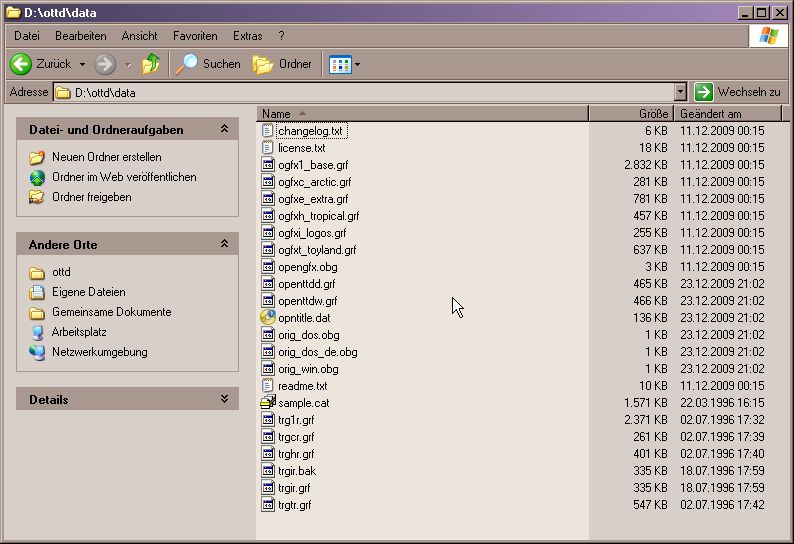 D:\ottd\data
Datei Bearbeiten Ansicht Favoriten Extras ?
Zurück Suchen Ordner
Adresse D:\ottd\data Wechseln zu
Datei- und Ordneraufgaben
Neuen Ordner erstellen
Ordner im Web veröffentlichen
Ordner freigeben
Andere Orte
ottd
Eigene Dateien
Gemeinsame Dokumente
Arbeitsplatz
Netzwerkumgebung
Details
Name Größe Geändert am
changelog.txt 6 KB 11.12.2009 00:15
license.txt 18 KB 11.12.2009 00:15
ogfx1_base.grf 2.832 KB 11.12.2009 00:15
ogfxc_arctic.grf 281 KB 11.12.2009 00:15
ogfxe_extra.grf 781 KB 11.12.2009 00:15
ogfxh_tropical.grf 457 KB 11.12.2009 00:15
ogfxi_logos.grf 255 KB 11.12.2009 00:15
ogfxt_toyland.grf 637 KB 11.12.2009 00:15
opengfx.obg 3 KB 11.12.2009 00:15
openttdd.grf 465 KB 23.12.2009 21:02
openttdw.grf 466 KB 23.12.2009 21:02
opntitle.dat 136 KB 23.12.2009 21:02
orig_dos.obg 1 KB 23.12.2009 21:02
orig_dos_de.obg 1 KB 23.12.2009 21:02
orig_win.obg 1 KB 23.12.2009 21:02
readme.txt 10 KB 11.12.2009 00:15
sample.cat 1.571 KB 22.03.1996 16:15
trg1r.grf 2.371 KB 02.07.1996 17:32
trgcr.grf 261 KB 02.07.1996 17:39
trghr.grf 401 KB 02.07.1996 17:40
trgir.bak 335 KB 18.07.1996 17:59
trgir.grf 335 KB 18.07.1996 17:59
trgtr.grf 547 KB 02.07.1996 17:42